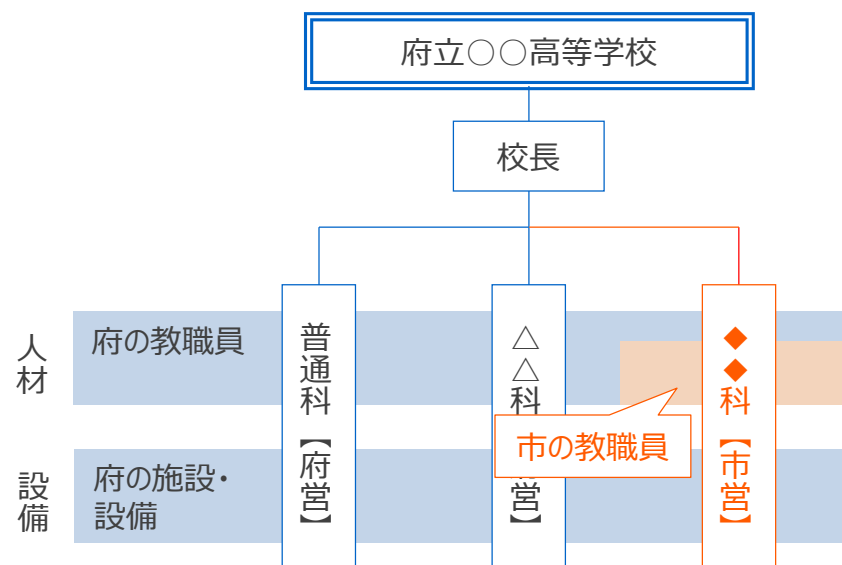 府立○○高等学校
校長
人材
府の教職員
普通科【府営】
△△科
営】
◆◆科【市営】
市の教職員
設備
府の施設・
設備